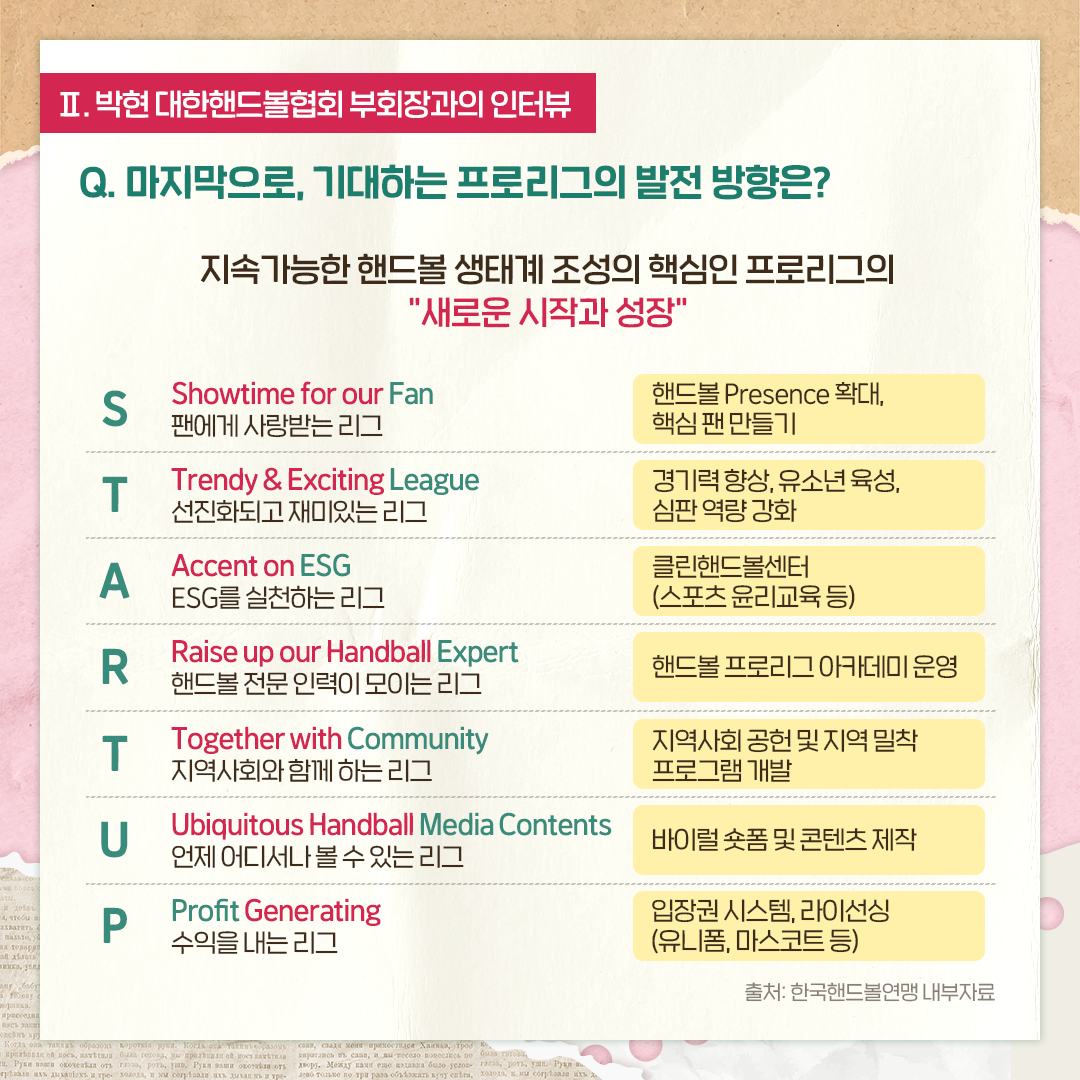 Ⅱ. 박현 대한핸드볼협회 부회장과의 인터뷰
Q. 마지막으로, 기대하는 프로리그의 발전 방향은?
지속가능한 핸드볼 생태계 조성의 핵심인 프로리그의
"새로운 시작과 성장"
S
Showtime for our Fan
팬에게 사랑받는 리그
핸드볼 Presence 확대,
핵심 팬 만들기
T
Trendy & Exciting League
선진화되고 재미있는 리그
경기력 향상, 유소년 육성,
심판 역량 강화
A
Accent on ESG
ESG를 실천하는 리그
클린핸드볼센터
(스포츠 윤리교육 등)
R
Raise up our Handball Expert
핸드볼 전문 인력이 모이는 리그
핸드볼 프로리그 아카데미 운영
T
Together with Community
지역사회와 함께 하는 리그
지역사회 공헌 및 지역 밀착
프로그램 개발
U
Ubiquitous Handball Media Contents
언제 어디서나 볼 수 있는 리그
바이럴 숏폼 및 콘텐츠 제작
P
Profit Generating
수익을 내는 리그
입장권 시스템, 라이선싱
(유니폼, 마스코트 등)
출처: 한국핸드볼연맹 내부자료